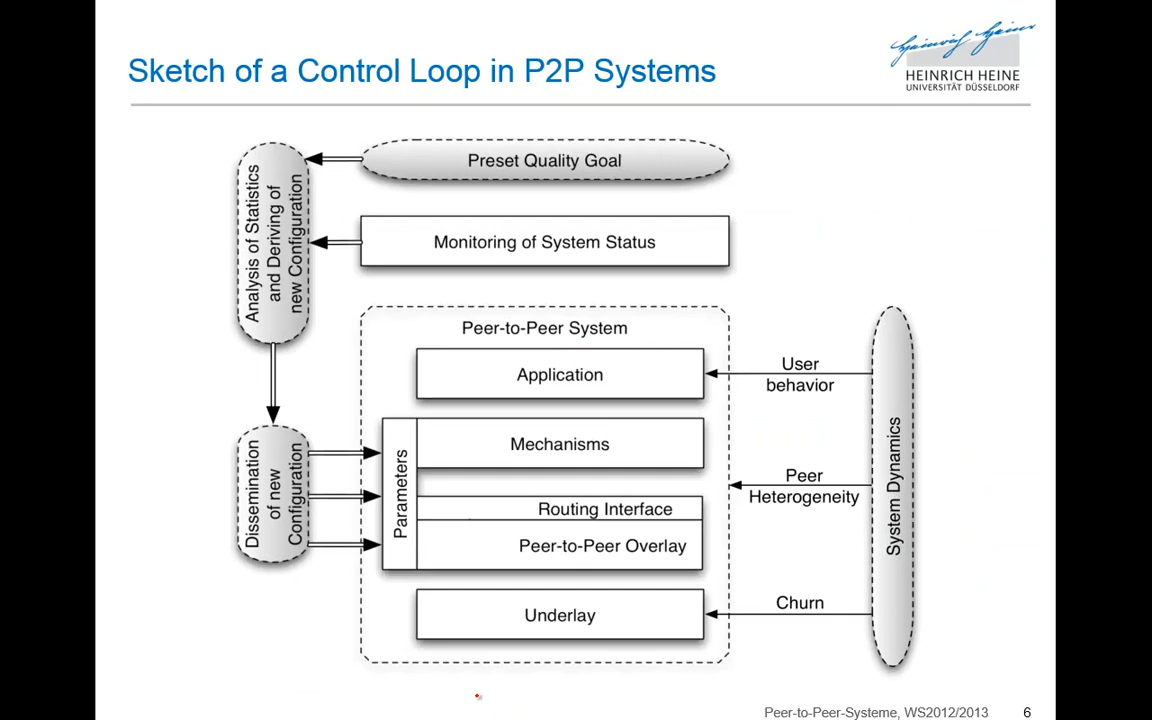 Sketch of a Control Loop in P2P Systems
Heinrich Heine
HEINRICH HEINE
UNIVERSITÄT DÜSSELDORF
Preset Quality Goal
Analysis of Statistics
and Deriving of
new Configuration
Monitoring of System Status
Peer-to-Peer System
Application
User
behavior
Mechanisms
Parameters
Dissemination
of new
Configuration
Peer
Heterogeneity
System Dynamics
Routing Interface
Peer-to-Peer Overlay
Underlay
Churn
Peer-to-Peer-Systeme, WS2012/2013
6